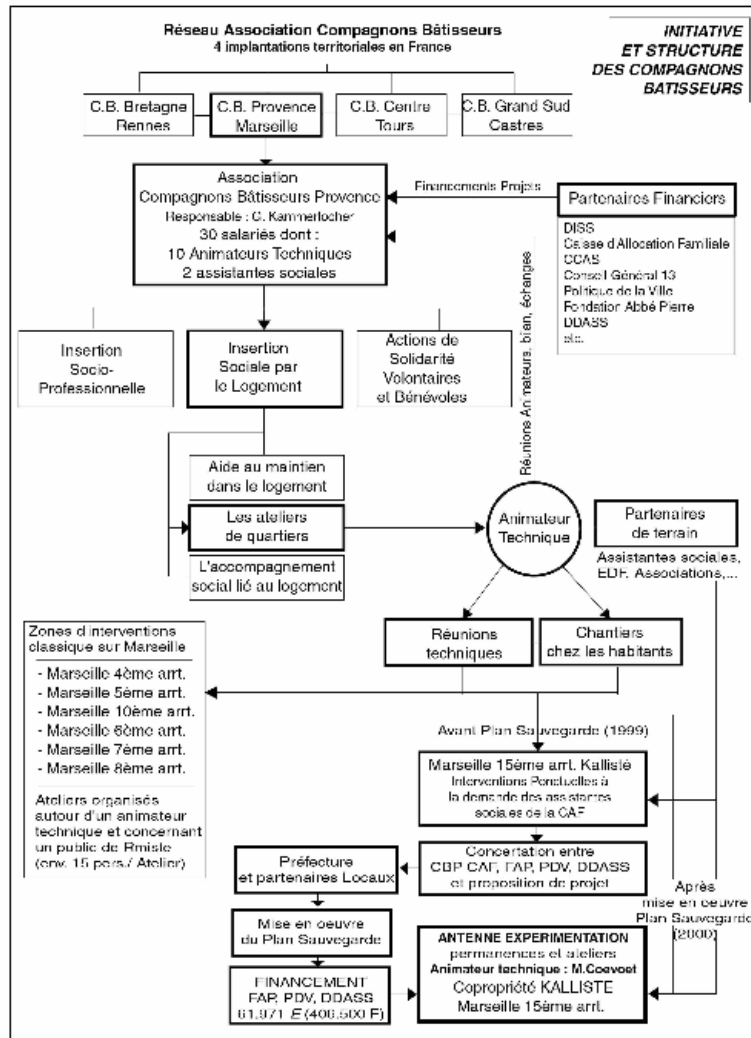 Réseau Association Compagnons Bâtisseurs
4 implantations territoriales en France
INITIATIVE
ET STRUCTURE
DES COMPAGNONS
BATISSEURS
C.B. Bretagne
Rennes
C.B. Provence
Marseille
C.B. Centre
Tours
C.B. Grand Sud
Castres
Association
Compagnons Bâtisseurs Provence
Responsable : G. Kammerlocher
30 salariés dont :
10 Animateurs Techniques
2 assistantes sociales
Financements Projets
Partenaires Financiers
DISS
Caisse d'Allocation Familiale
CCAS
Conseil Général 13
Politique de la Ville
Fondation Abbé Pierre
DDASS
etc.
Réunions Animateurs, bilan, échanges
Insertion
Socio-
Professionnelle
Insertion
Sociale par
le Logement
Actions de
Solidarité
Volontaires
et Bénévoles
Aide au maintien
dans le logement
Les ateliers
de quartiers
L'accompagnement
social lié au logement
Animateur
Technique
Partenaires
de terrain
Assistantes sociales,
EDF, Associations,...
Réunions
techniques
Chantiers
chez les habitants
Zones d'interventions
classique sur Marseille
- Marseille 4ème arrt.
- Marseille 5ème arrt.
- Marseille 10ème arrt.
- Marseille 6ème arrt.
- Marseille 7ème arrt.
- Marseille 8ème arrt.
Ateliers organisés
autour d'un animateur
technique et concernant
un public de Rmiste
(env. 15 pers./ Atelier)
Avant Plan Sauvegarde (1999)
Marseille 15ème arrt. Kallisté
Interventions Ponctuelles à
la demande des assistantes
sociales de la CAF
Concertation entre
CBP CAF, FAP, PDV, DDASS
et proposition de projet
Préfecture
et partenaires Locaux
Mise en oeuvre
du Plan Sauvegarde
FINANCEMENT
FAP, PDV, DDASS
61.971 E (406.500 F)
Après
mise en oeuvre
Plan Sauvegarde
(2000)
ANTENNE EXPERIMENTATION
permanences et ateliers
Animateur technique : M.Coevoet
Copropriété KALLISTE
Marseille 15ème arrt.